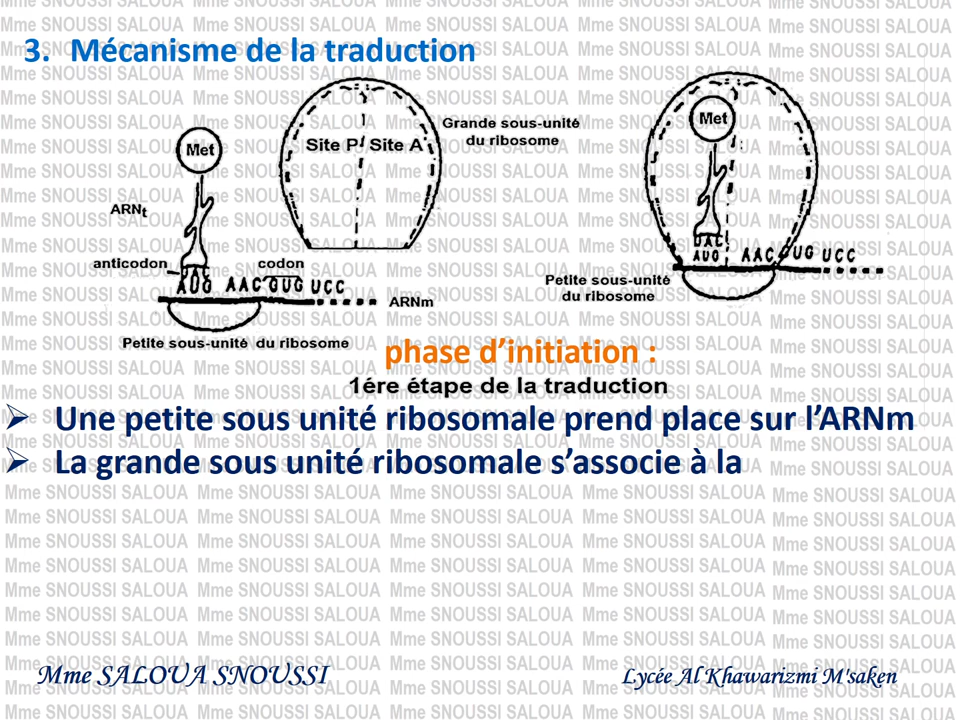 3. Mécanisme de la traduction
Met
Site P Site A
Grande sous-unité
du ribosome
Met
ARNt
anticodon
codon
AUG AAC GUG UCC
ARNm
Petite sous-unité du ribosome
UAC
AUG AAC GUG UCC
Petite sous-unité
du ribosome
phase d’initiation :
1ére étape de la traduction
➢ Une petite sous unité ribosomale prend place sur l’ARNm
➢ La grande sous unité ribosomale s’associe à la
Mme SALOUA SNOUSSI
Lycée Al Khawarizmi M'saken
Mme SNOUSSI SALOUA